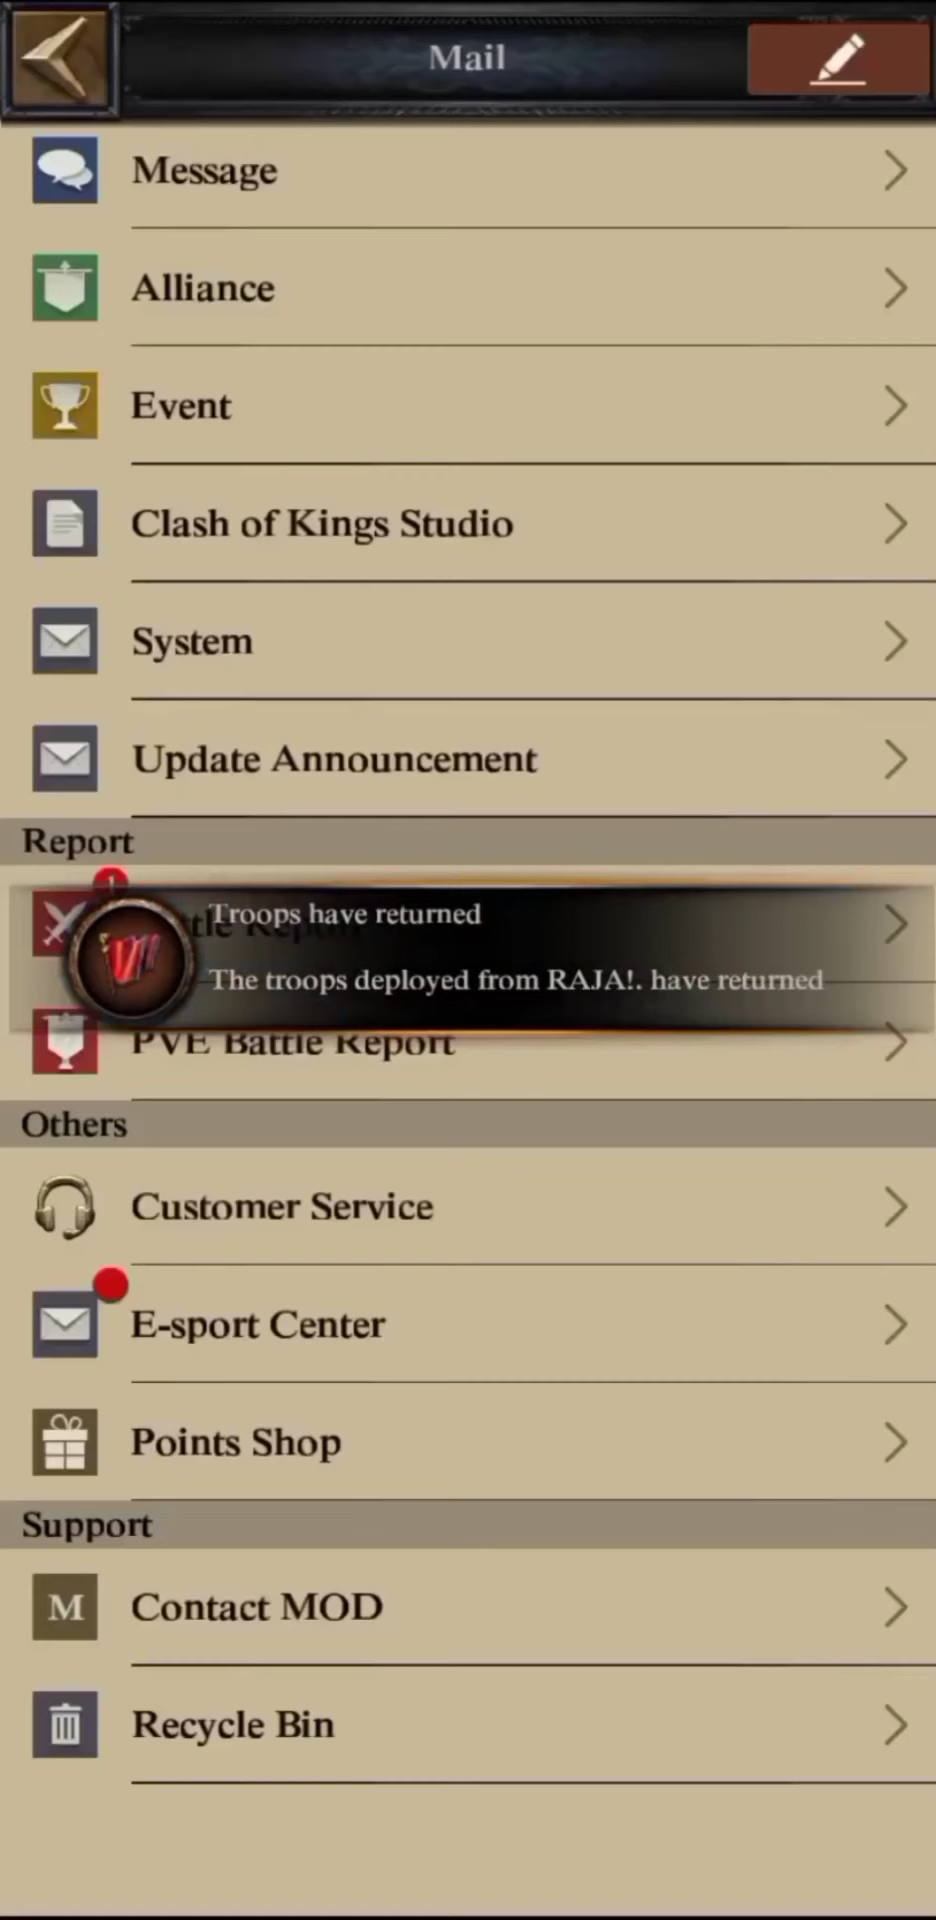 Mail
Message
Alliance
Event
Clash of Kings Studio
System
Update Announcement
Report
1
Troops have returned
The troops deployed from RAJA!. have returned
PVE Battle Report
Others
Customer Service
E-sport Center
Points Shop
Support
M
Contact MOD
Recycle Bin